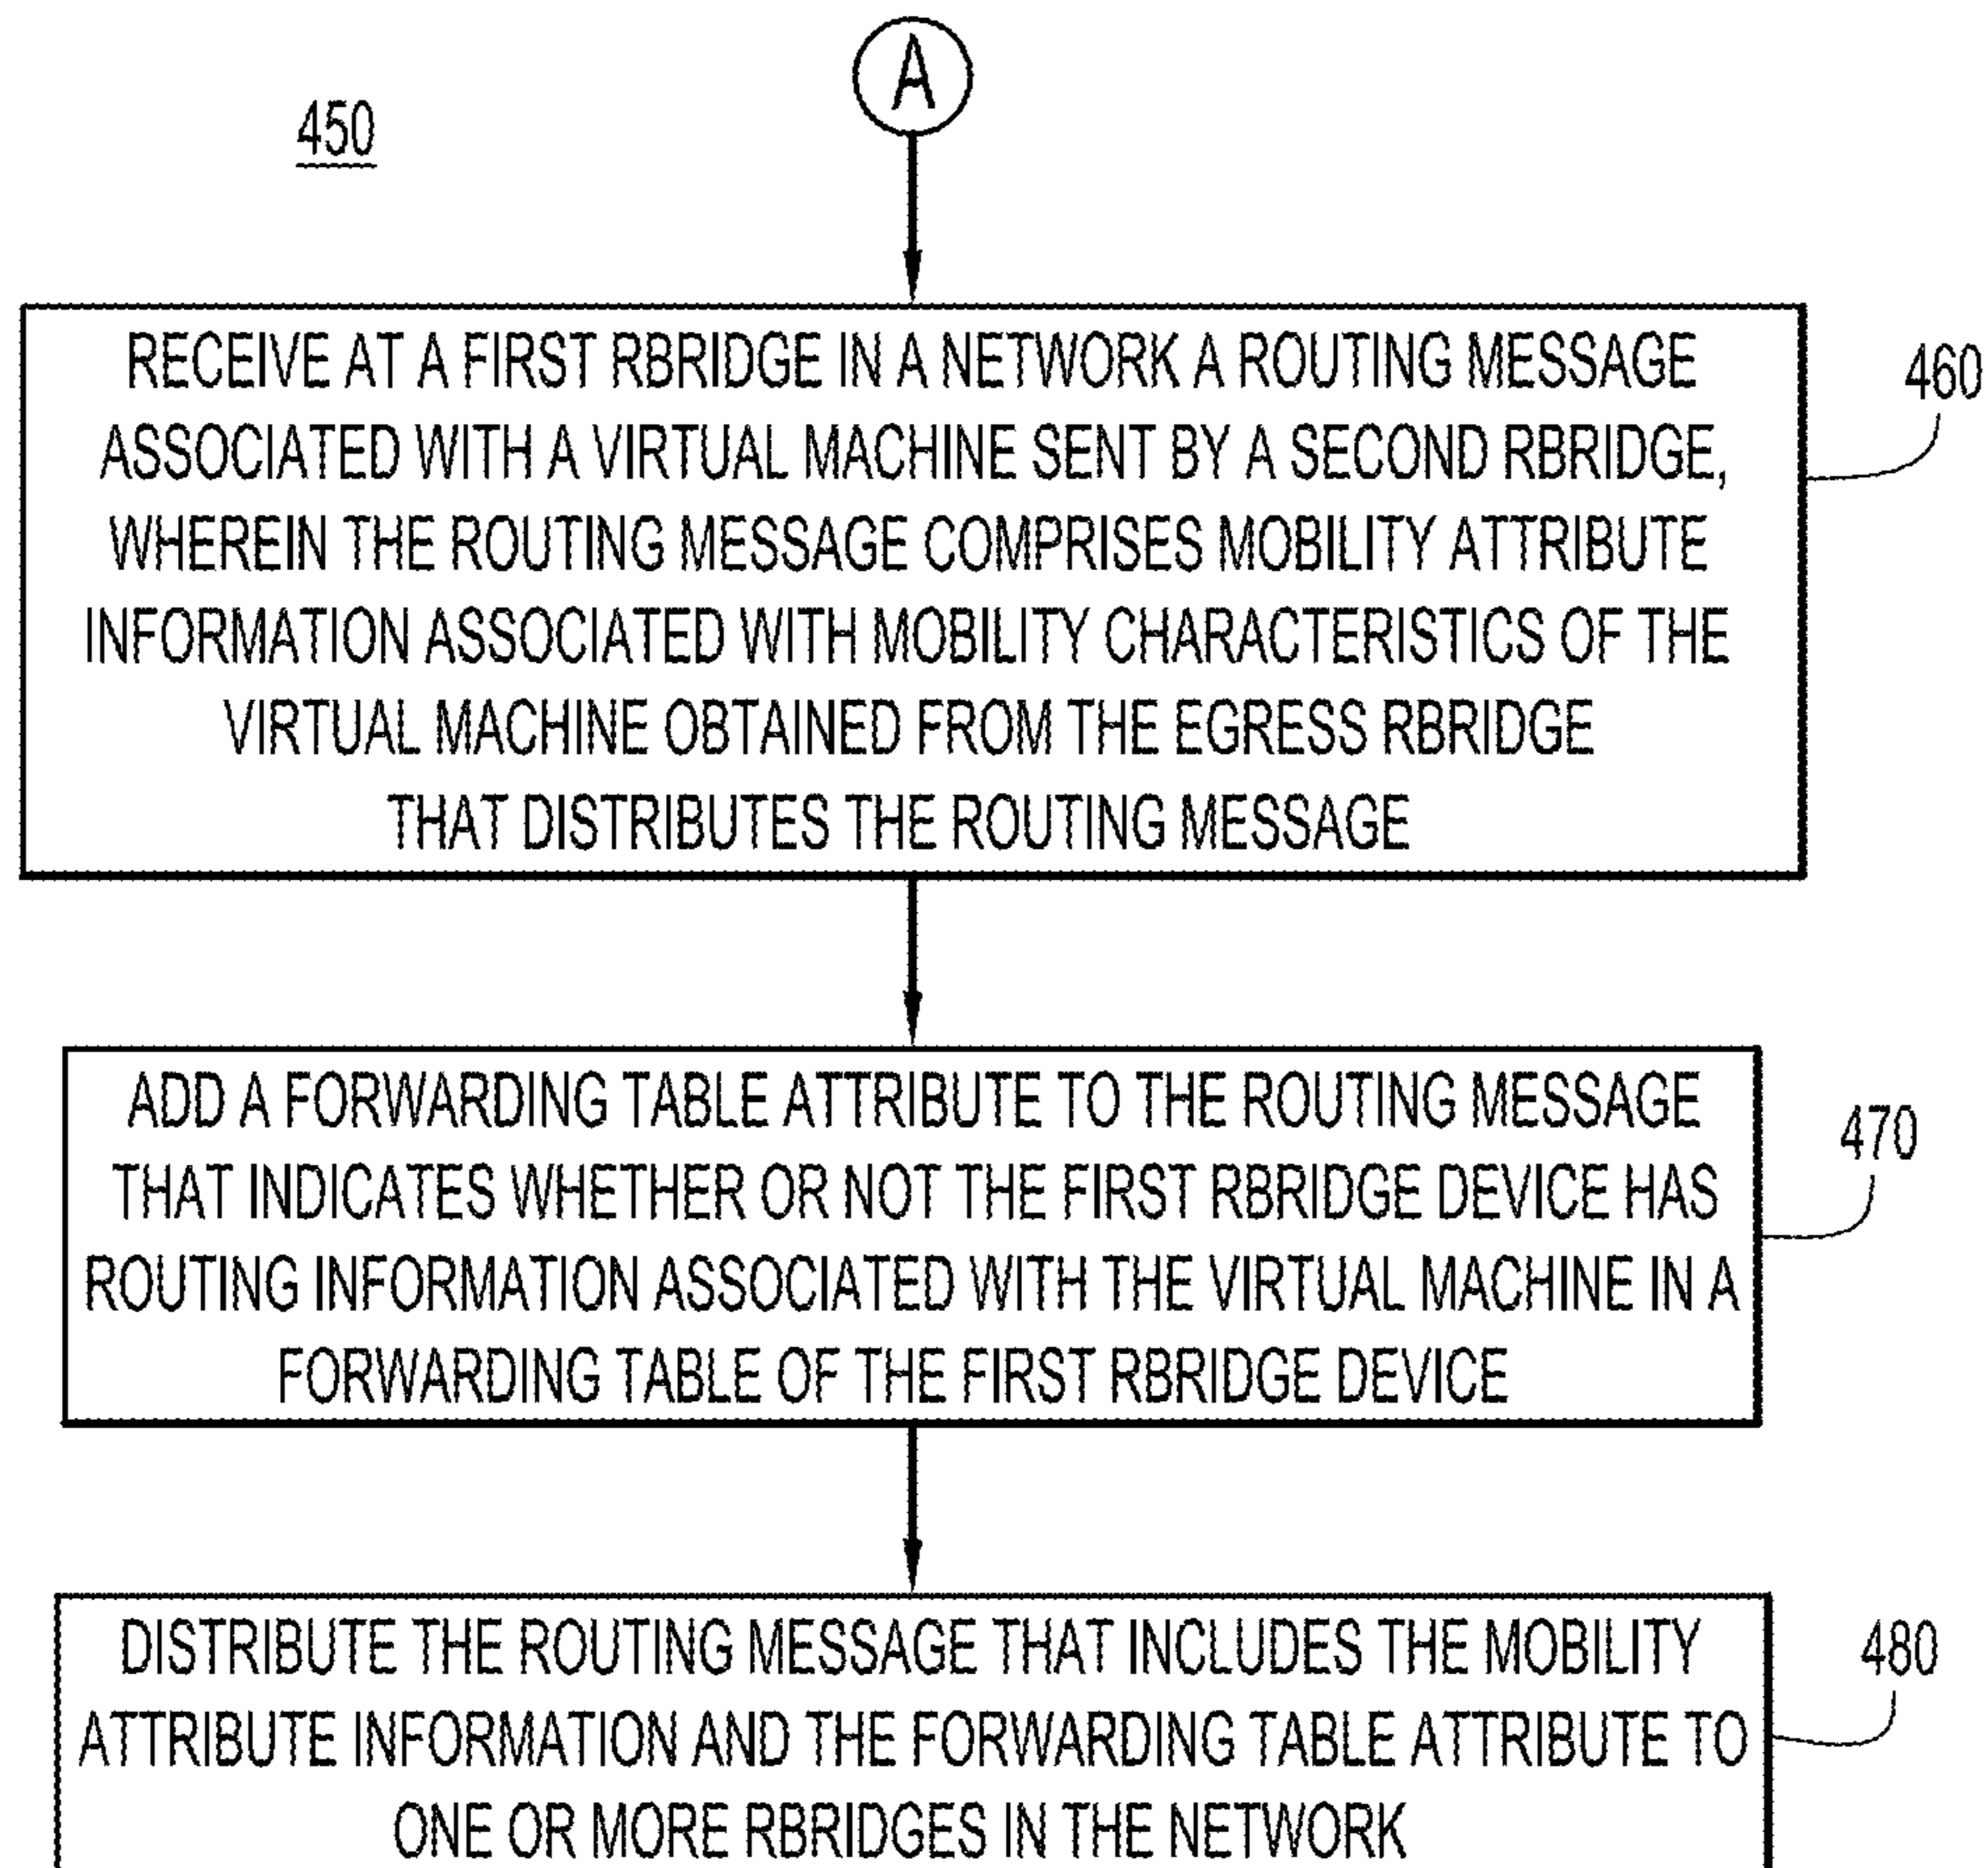 A
450
RECEIVE AT A FIRST RBRIDGE IN A NETWORK A ROUTING MESSAGE
ASSOCIATED WITH A VIRTUAL MACHINE SENT BY A SECOND RBRIDGE,
WHEREIN THE ROUTING MESSAGE COMPRISES MOBILITY ATTRIBUTE
INFORMATION ASSOCIATED WITH MOBILITY CHARACTERISTICS OF THE
VIRTUAL MACHINE OBTAINED FROM THE EGRESS RBRIDGE
THAT DISTRIBUTES THE ROUTING MESSAGE
460
ADD A FORWARDING TABLE ATTRIBUTE TO THE ROUTING MESSAGE
THAT INDICATES WHETHER OR NOT THE FIRST RBRIDGE DEVICE HAS
ROUTING INFORMATION ASSOCIATED WITH THE VIRTUAL MACHINE IN A
FORWARDING TABLE OF THE FIRST RBRIDGE DEVICE
470
DISTRIBUTE THE ROUTING MESSAGE THAT INCLUDES THE MOBILITY
ATTRIBUTE INFORMATION AND THE FORWARDING TABLE ATTRIBUTE TO
ONE OR MORE RBRIDGES IN THE NETWORK
480